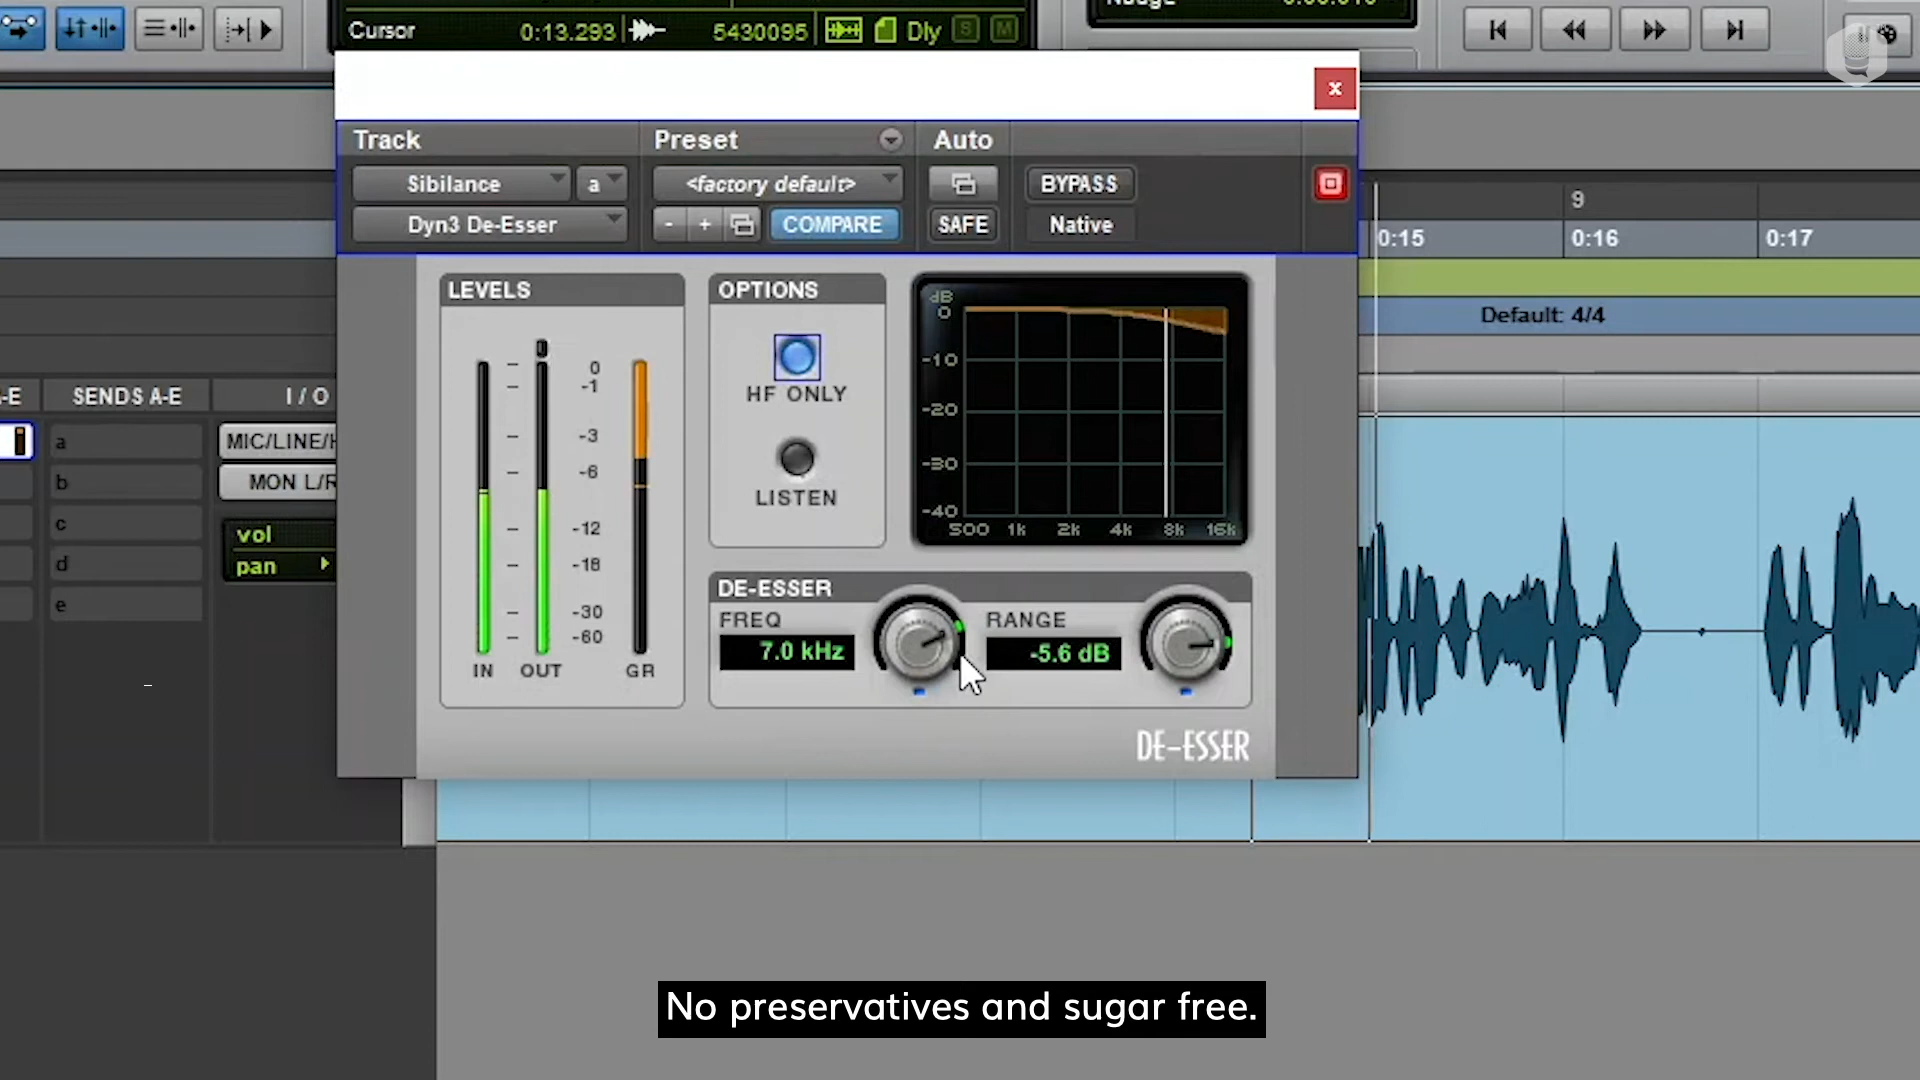 Cursor
0:13.293
5430095
Dly
S
M
x
Track
Preset
Auto
Sibilance
a
<factory default>
BYPASS
Dyn3 De-Esser
-
+
COMPARE
SAFE
Native
9
0:15
0:16
0:17
Default: 4/4
LEVELS
0
-1
-3
-6
-12
-18
-30
-60
IN
OUT
GR
OPTIONS
HF ONLY
LISTEN
dB
0
-10
-20
-30
-40
500 1k 2k 4k 8k 16k
DE-ESSER
FREQ
7.0 kHz
RANGE
-5.6 dB
DE-ESSER
-E
SENDS A-E
I / O
a
b
c
d
e
MIC/LINE/H
MON L/R
vol
pan
No preservatives and sugar free.